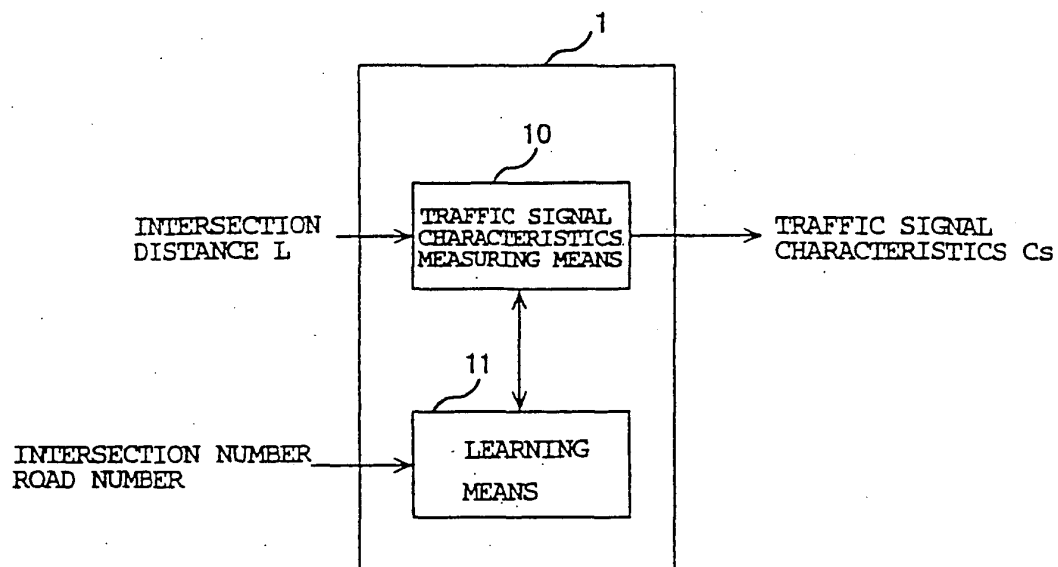 1
10
INTERSECTION
DISTANCE L
TRAFFIC SIGNAL
CHARACTERISTICS
MEASURING MEANS
TRAFFIC SIGNAL
CHARACTERISTICS Cs
11
INTERSECTION NUMBER
ROAD NUMBER
LEARNING
MEANS